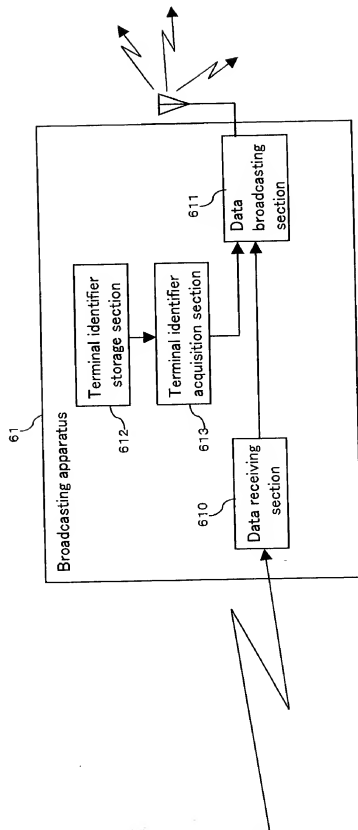 61
Broadcasting apparatus
612
Terminal identifier
storage section
613
Terminal identifier
acquisition section
610
Data receiving
section
611
Data
broadcasting
section